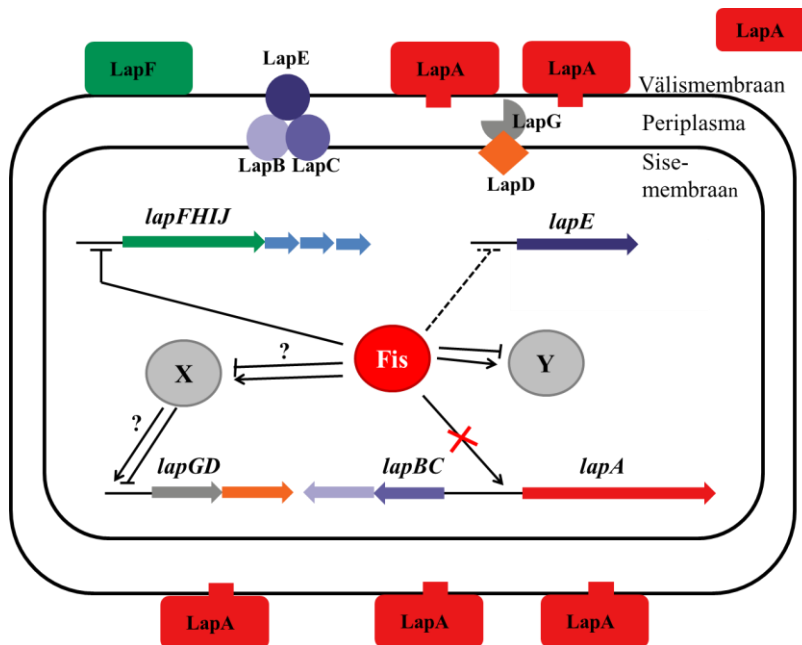 LapA
LapF
LapE
LapA
LapA
Välismembraan
LapG
Periplasma
LapB
LapC
LapD
Sise-
membraan
lapFHIJ
lapE
?
Fis
X
Y
?
lapGD
lapBC
lapA
LapA
LapA
LapA